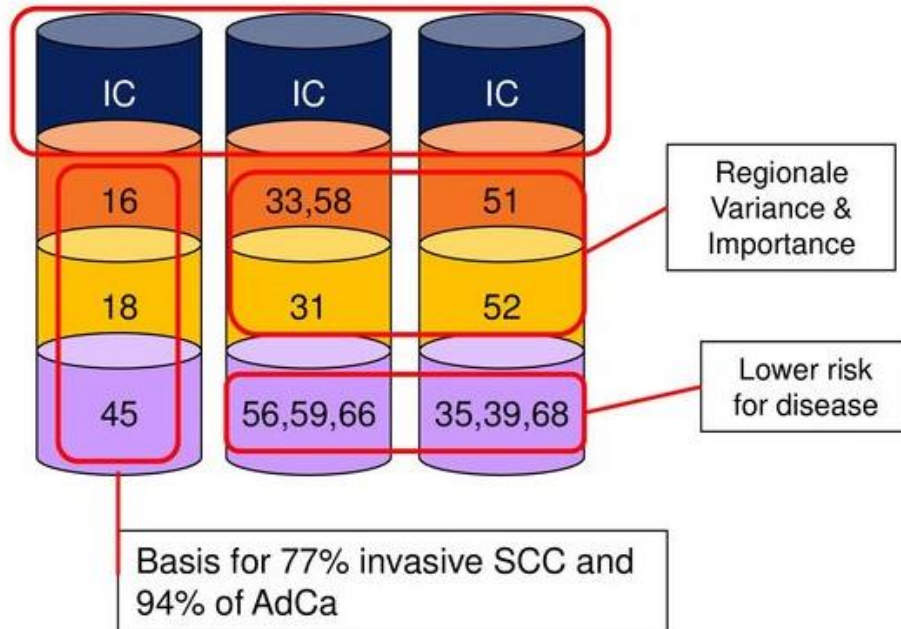 IC IC IC
16 33,58 51
18 31 52
45 56,59,66 35,39,68
Regionale
Variance &
Importance
Lower risk
for disease
Basis for 77% invasive SCC and
94% of AdCa